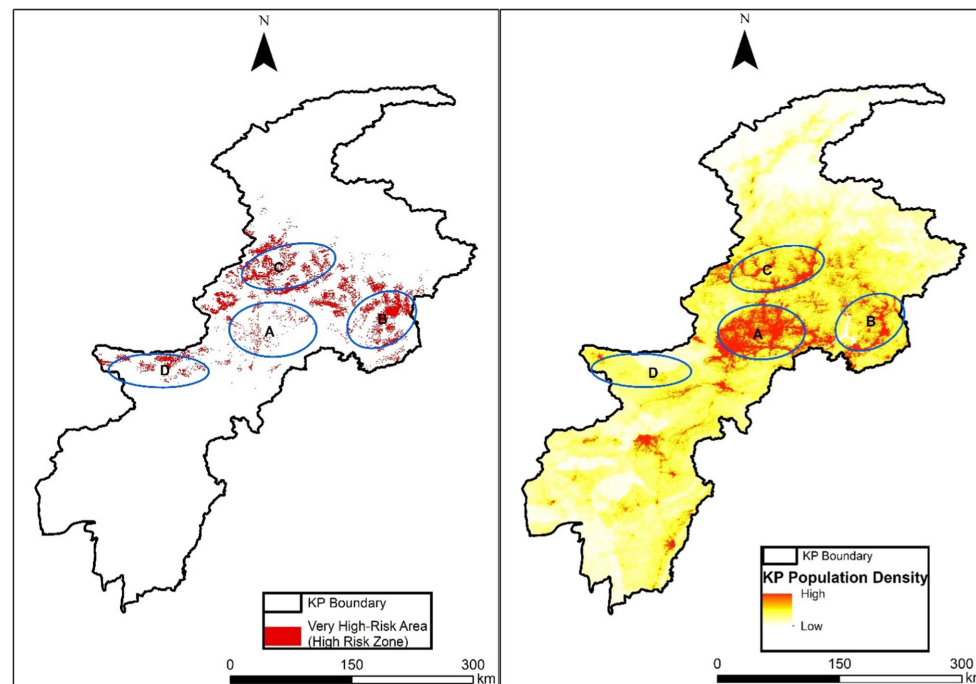 N
C
A
B
D
KP Boundary
Very High-Risk Area
(High Risk Zone)
0 150 300
km
N
C
B
A
D
KP Boundary
KP Population Density
High
Low
0 150 300
km